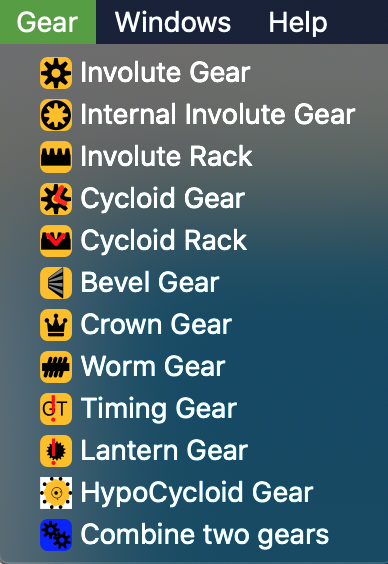 Gear Windows Help
Involute Gear
Internal Involute Gear
Involute Rack
Cycloid Gear
Cycloid Rack
Bevel Gear
Crown Gear
Worm Gear
GT Timing Gear
Lantern Gear
HypoCycloid Gear
Combine two gears